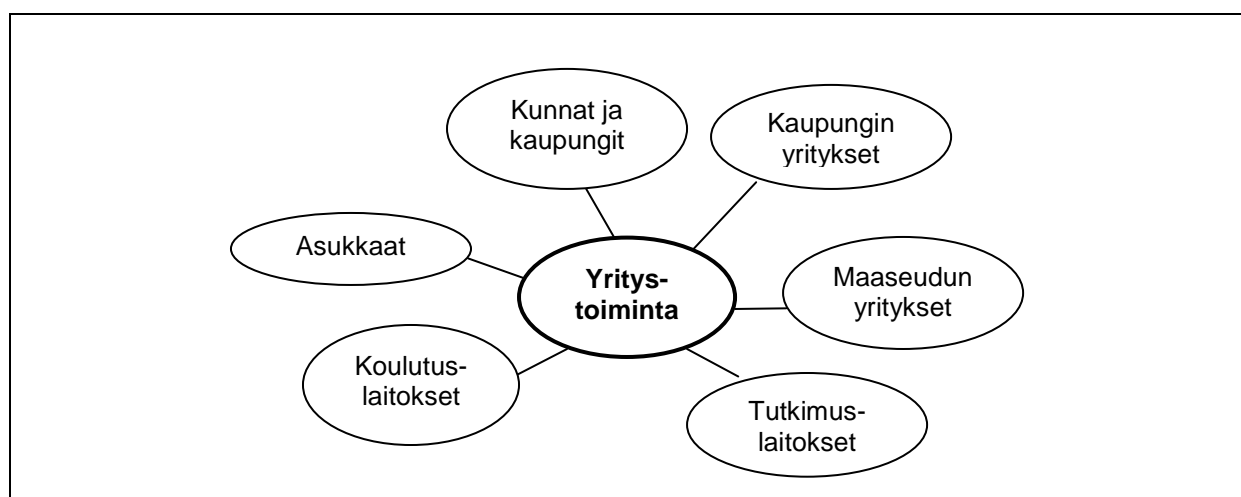 Kunnat ja
kaupungit
Kaupungin
yritykset
Asukkaat
Yritys-
toiminta
Maaseudun
yritykset
Koulutus-
laitokset
Tutkimus-
laitokset